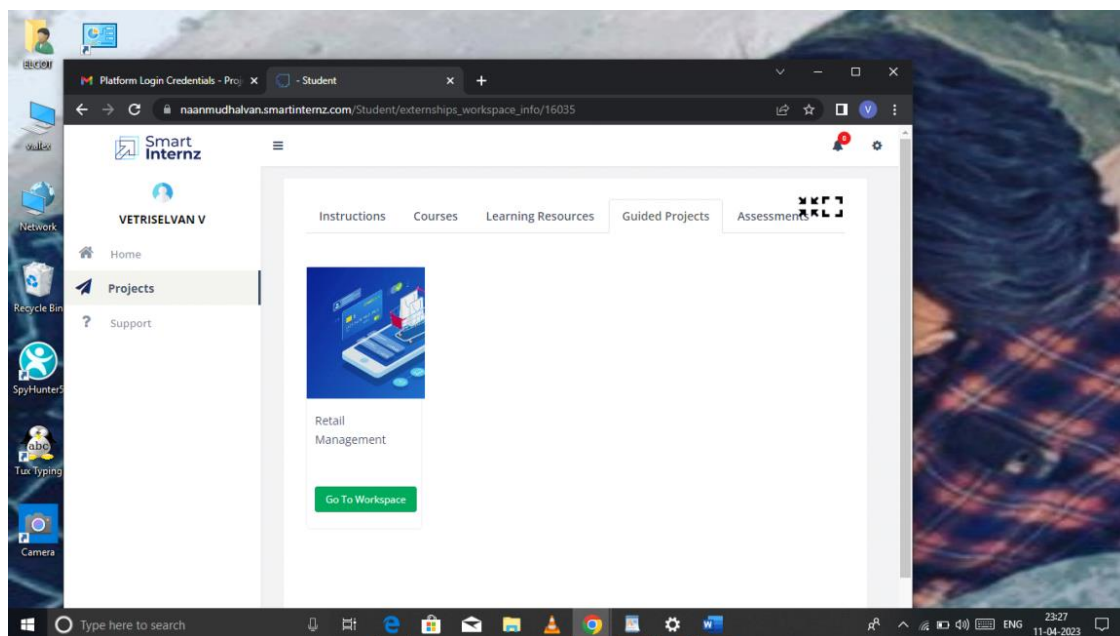 Platform Login Credentials - Proj
- Student
naanmudhalvan.smartinternz.com/Student/externships_workspace_info/16035
V
Smart
Internz
VETRISELVAN V
Home
Projects
Support
Instructions
Courses
Learning Resources
Guided Projects
Assessments
Retail
Management
Go To Workspace
Network
Recycle Bin
SpyHunter5
abc
Tux Typing
Camera
Type here to search
ENG
23:27
11-04-2023